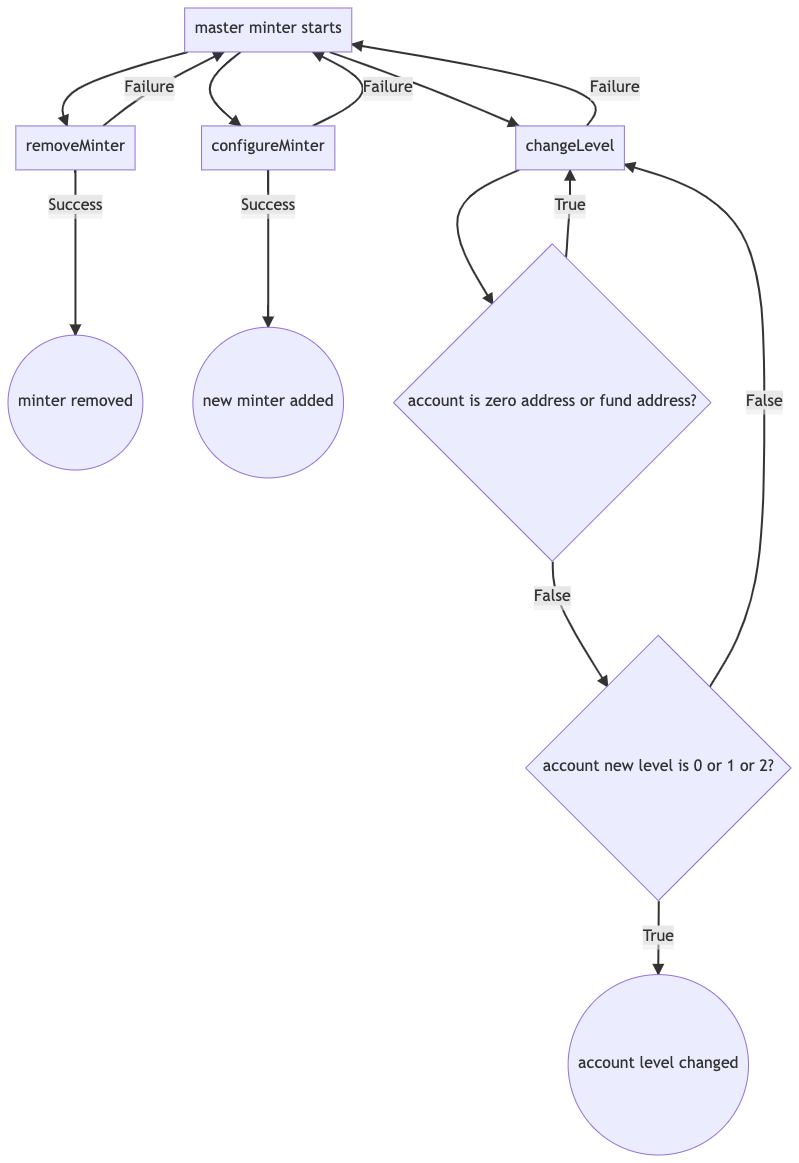 master minter starts
Failure
Failure
Failure
removeMinter
configureMinter
changeLevel
Success
Success
True
minter removed
new minter added
account is zero address or fund address?
False
False
account new level is 0 or 1 or 2?
True
account level changed